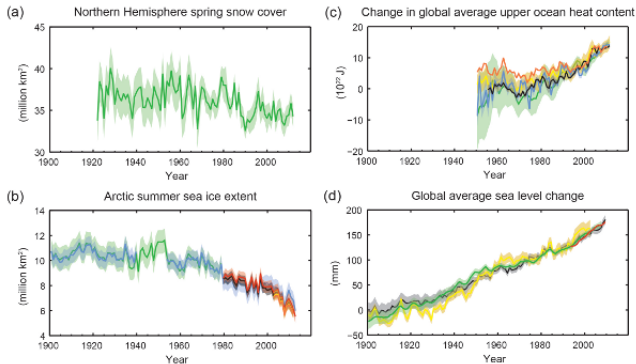 (a)
Northern Hemisphere spring snow cover
(million km²)
45
40
35
30
1900 1920 1940 1960 1980 2000
Year
(b)
Arctic summer sea ice extent
(million km²)
14
12
10
8
6
4
1900 1920 1940 1960 1980 2000
Year
(c)
Change in global average upper ocean heat content
(10²² J)
20
10
0
-10
-20
1900 1920 1940 1960 1980 2000
Year
(d)
Global average sea level change
(mm)
200
150
100
50
0
-50
1900 1920 1940 1960 1980 2000
Year